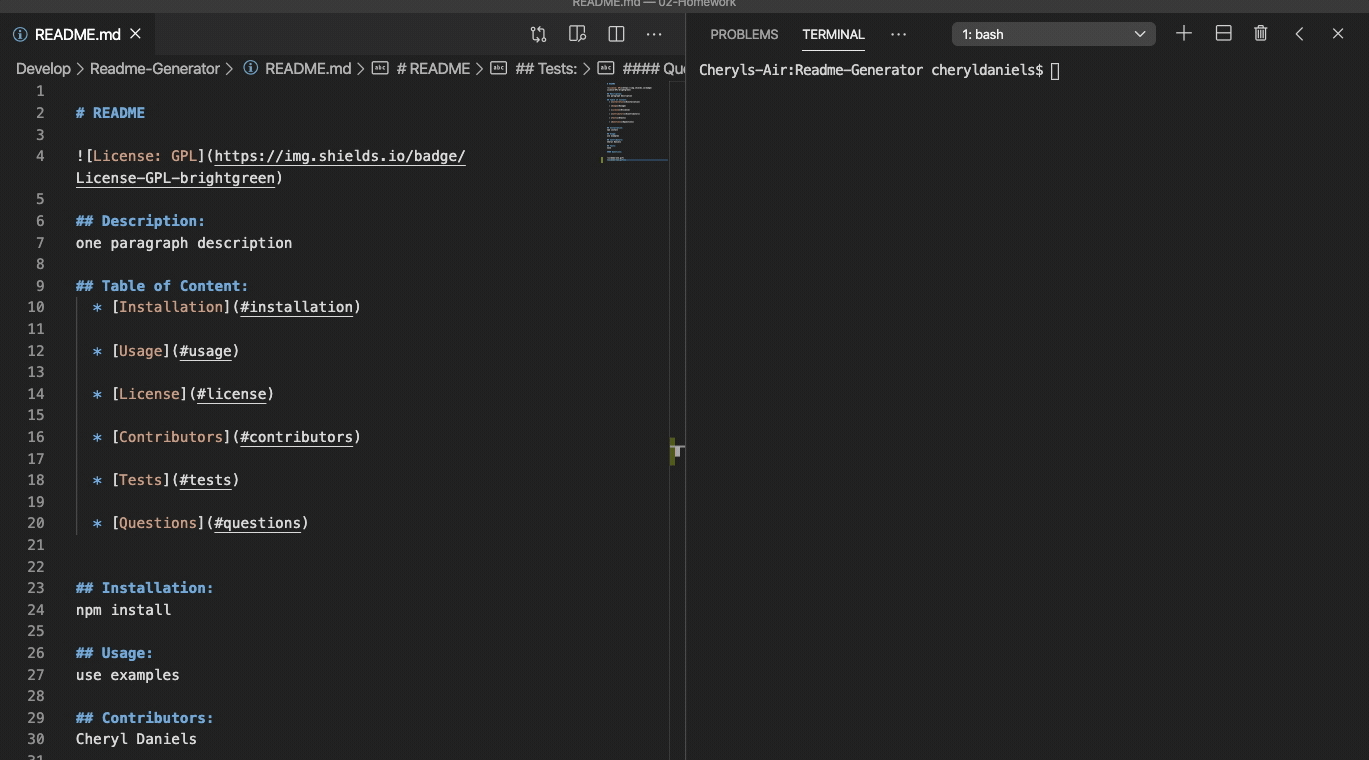 README.md — 02-Homework
README.md
PROBLEMS TERMINAL ··· 1: bash
Develop > Readme-Generator > README.md > # README > ## Tests: > #### Que
Cheryls-Air:Readme-Generator cheryldaniels$
1
2 # README
3
4 ![License: GPL](https://img.shields.io/badge/
License-GPL-brightgreen)
5
6 ## Description:
7 one paragraph description
8
9 ## Table of Content:
10 * [Installation](#installation)
11
12 * [Usage](#usage)
13
14 * [License](#license)
15
16 * [Contributors](#contributors)
17
18 * [Tests](#tests)
19
20 * [Questions](#questions)
21
22
23 ## Installation:
24 npm install
25
26 ## Usage:
27 use examples
28
29 ## Contributors:
30 Cheryl Daniels
31